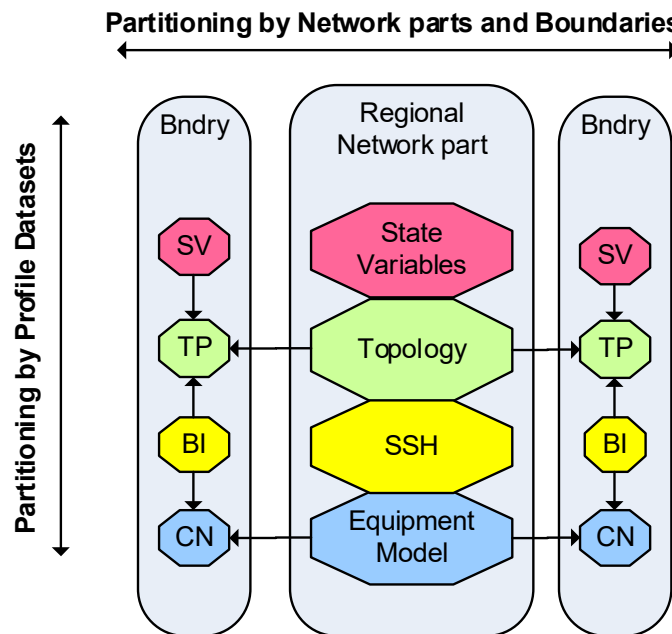 Partitioning by Network parts and Boundaries
Partitioning by Profile Datasets
Bndry
SV
TP
BI
CN
Regional
Network part
State
Variables
Topology
SSH
Equipment
Model
Bndry
SV
TP
BI
CN